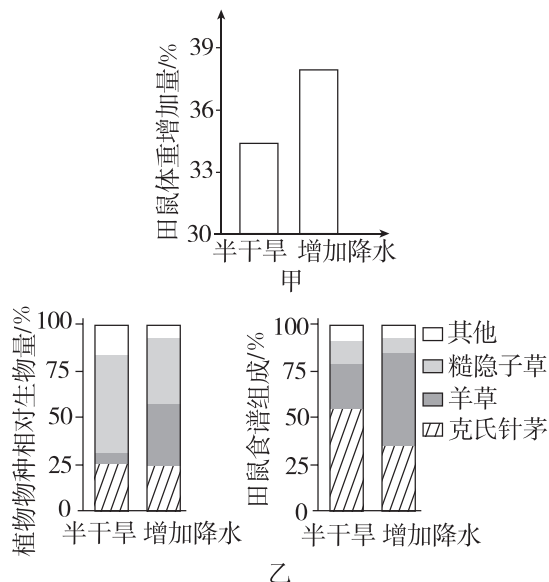 田鼠体重增加量/%
39
36
33
30
半干旱 增加降水
甲
植物物种相对生物量/%
100
75
50
25
0
半干旱 增加降水
田鼠食谱组成/%
100
75
50
25
0
半干旱 增加降水
其他
糙隐子草
羊草
克氏针茅
乙